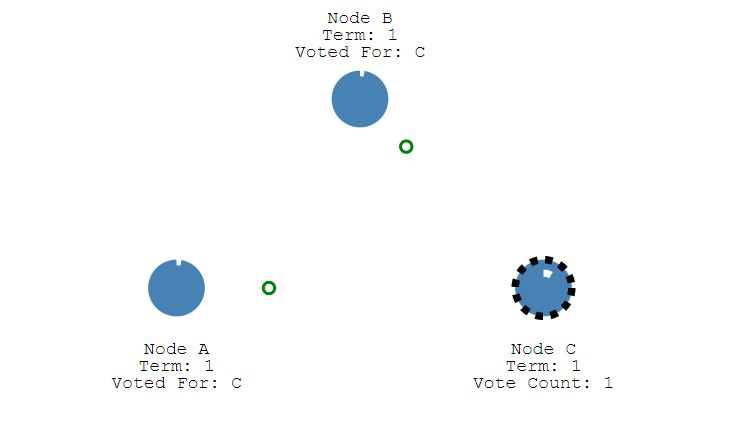 Node B
Term: 1
Voted For: C
Node A
Term: 1
Voted For: C
Node C
Term: 1
Vote Count: 1